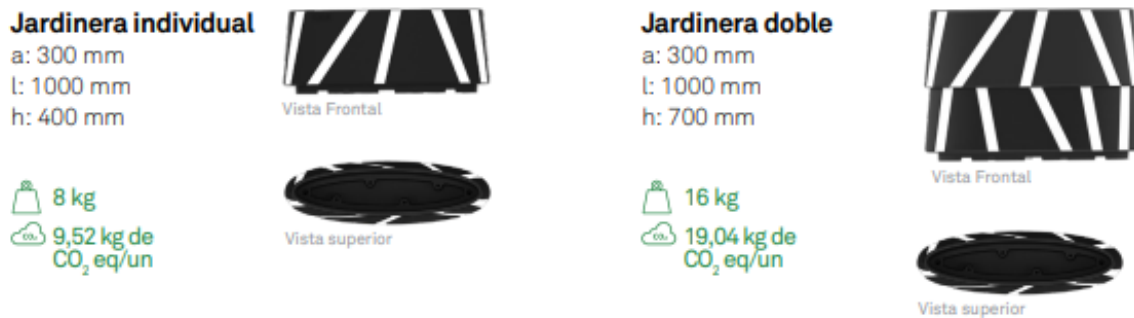 Jardinera individual
a: 300 mm
l: 1000 mm
h: 400 mm
Vista Frontal
8 kg
CO₂
9,52 kg de
CO₂ eq/un
Vista superior
Jardinera doble
a: 300 mm
l: 1000 mm
h: 700 mm
Vista Frontal
16 kg
CO₂
19,04 kg de
CO₂ eq/un
Vista superior